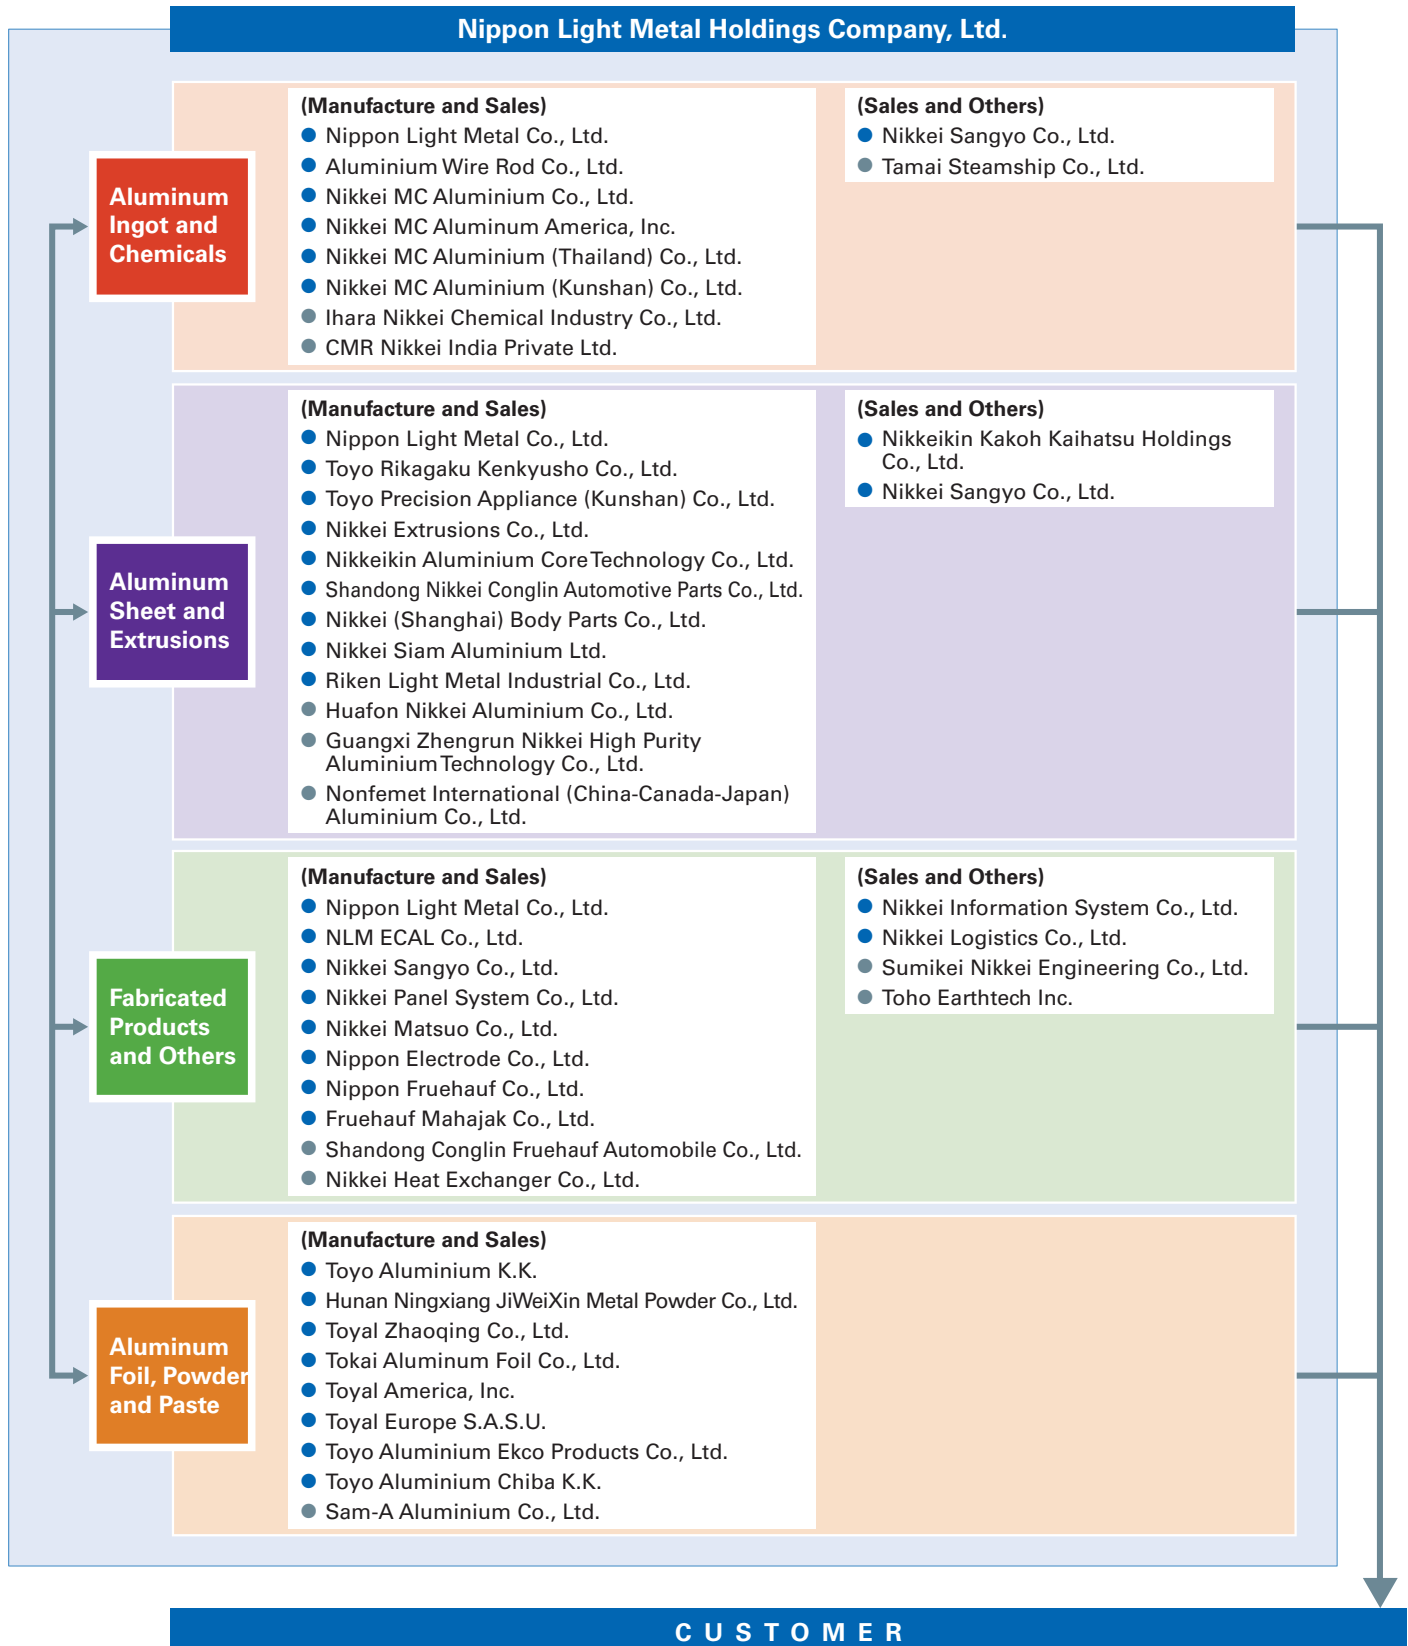 Nippon Light Metal Holdings Company, Ltd.
Aluminum
Ingot and
Chemicals
(Manufacture and Sales)
Nippon Light Metal Co., Ltd.
Aluminium Wire Rod Co., Ltd.
Nikkei MC Aluminium Co., Ltd.
Nikkei MC Aluminum America, Inc.
Nikkei MC Aluminium (Thailand) Co., Ltd.
Nikkei MC Aluminium (Kunshan) Co., Ltd.
Ihara Nikkei Chemical Industry Co., Ltd.
CMR Nikkei India Private Ltd.
(Sales and Others)
Nikkei Sangyo Co., Ltd.
Tamai Steamship Co., Ltd.
Aluminum
Sheet and
Extrusions
(Manufacture and Sales)
Nippon Light Metal Co., Ltd.
Toyo Rikagaku Kenkyusho Co., Ltd.
Toyo Precision Appliance (Kunshan) Co., Ltd.
Nikkei Extrusions Co., Ltd.
Nikkeikin Aluminium Core Technology Co., Ltd.
Shandong Nikkei Conglin Automotive Parts Co., Ltd.
Nikkei (Shanghai) Body Parts Co., Ltd.
Nikkei Siam Aluminium Ltd.
Riken Light Metal Industrial Co., Ltd.
Huafon Nikkei Aluminium Co., Ltd.
Guangxi Zhengrun Nikkei High Purity
Aluminium Technology Co., Ltd.
Nonfemet International (China-Canada-Japan)
Aluminium Co., Ltd.
(Sales and Others)
Nikkeikin Kakoh Kaihatsu Holdings
Co., Ltd.
Nikkei Sangyo Co., Ltd.
Fabricated
Products
and Others
(Manufacture and Sales)
Nippon Light Metal Co., Ltd.
NLM ECAL Co., Ltd.
Nikkei Sangyo Co., Ltd.
Nikkei Panel System Co., Ltd.
Nikkei Matsuo Co., Ltd.
Nippon Electrode Co., Ltd.
Nippon Fruehauf Co., Ltd.
Fruehauf Mahajak Co., Ltd.
Shandong Conglin Fruehauf Automobile Co., Ltd.
Nikkei Heat Exchanger Co., Ltd.
(Sales and Others)
Nikkei Information System Co., Ltd.
Nikkei Logistics Co., Ltd.
Sumikei Nikkei Engineering Co., Ltd.
Toho Earthtech Inc.
Aluminum
Foil, Powder
and Paste
(Manufacture and Sales)
Toyo Aluminium K.K.
Hunan Ningxiang JiWeiXin Metal Powder Co., Ltd.
Toyal Zhaoqing Co., Ltd.
Tokai Aluminum Foil Co., Ltd.
Toyal America, Inc.
Toyal Europe S.A.S.U.
Toyo Aluminium Ekco Products Co., Ltd.
Toyo Aluminium Chiba K.K.
Sam-A Aluminium Co., Ltd.
CUSTOMER